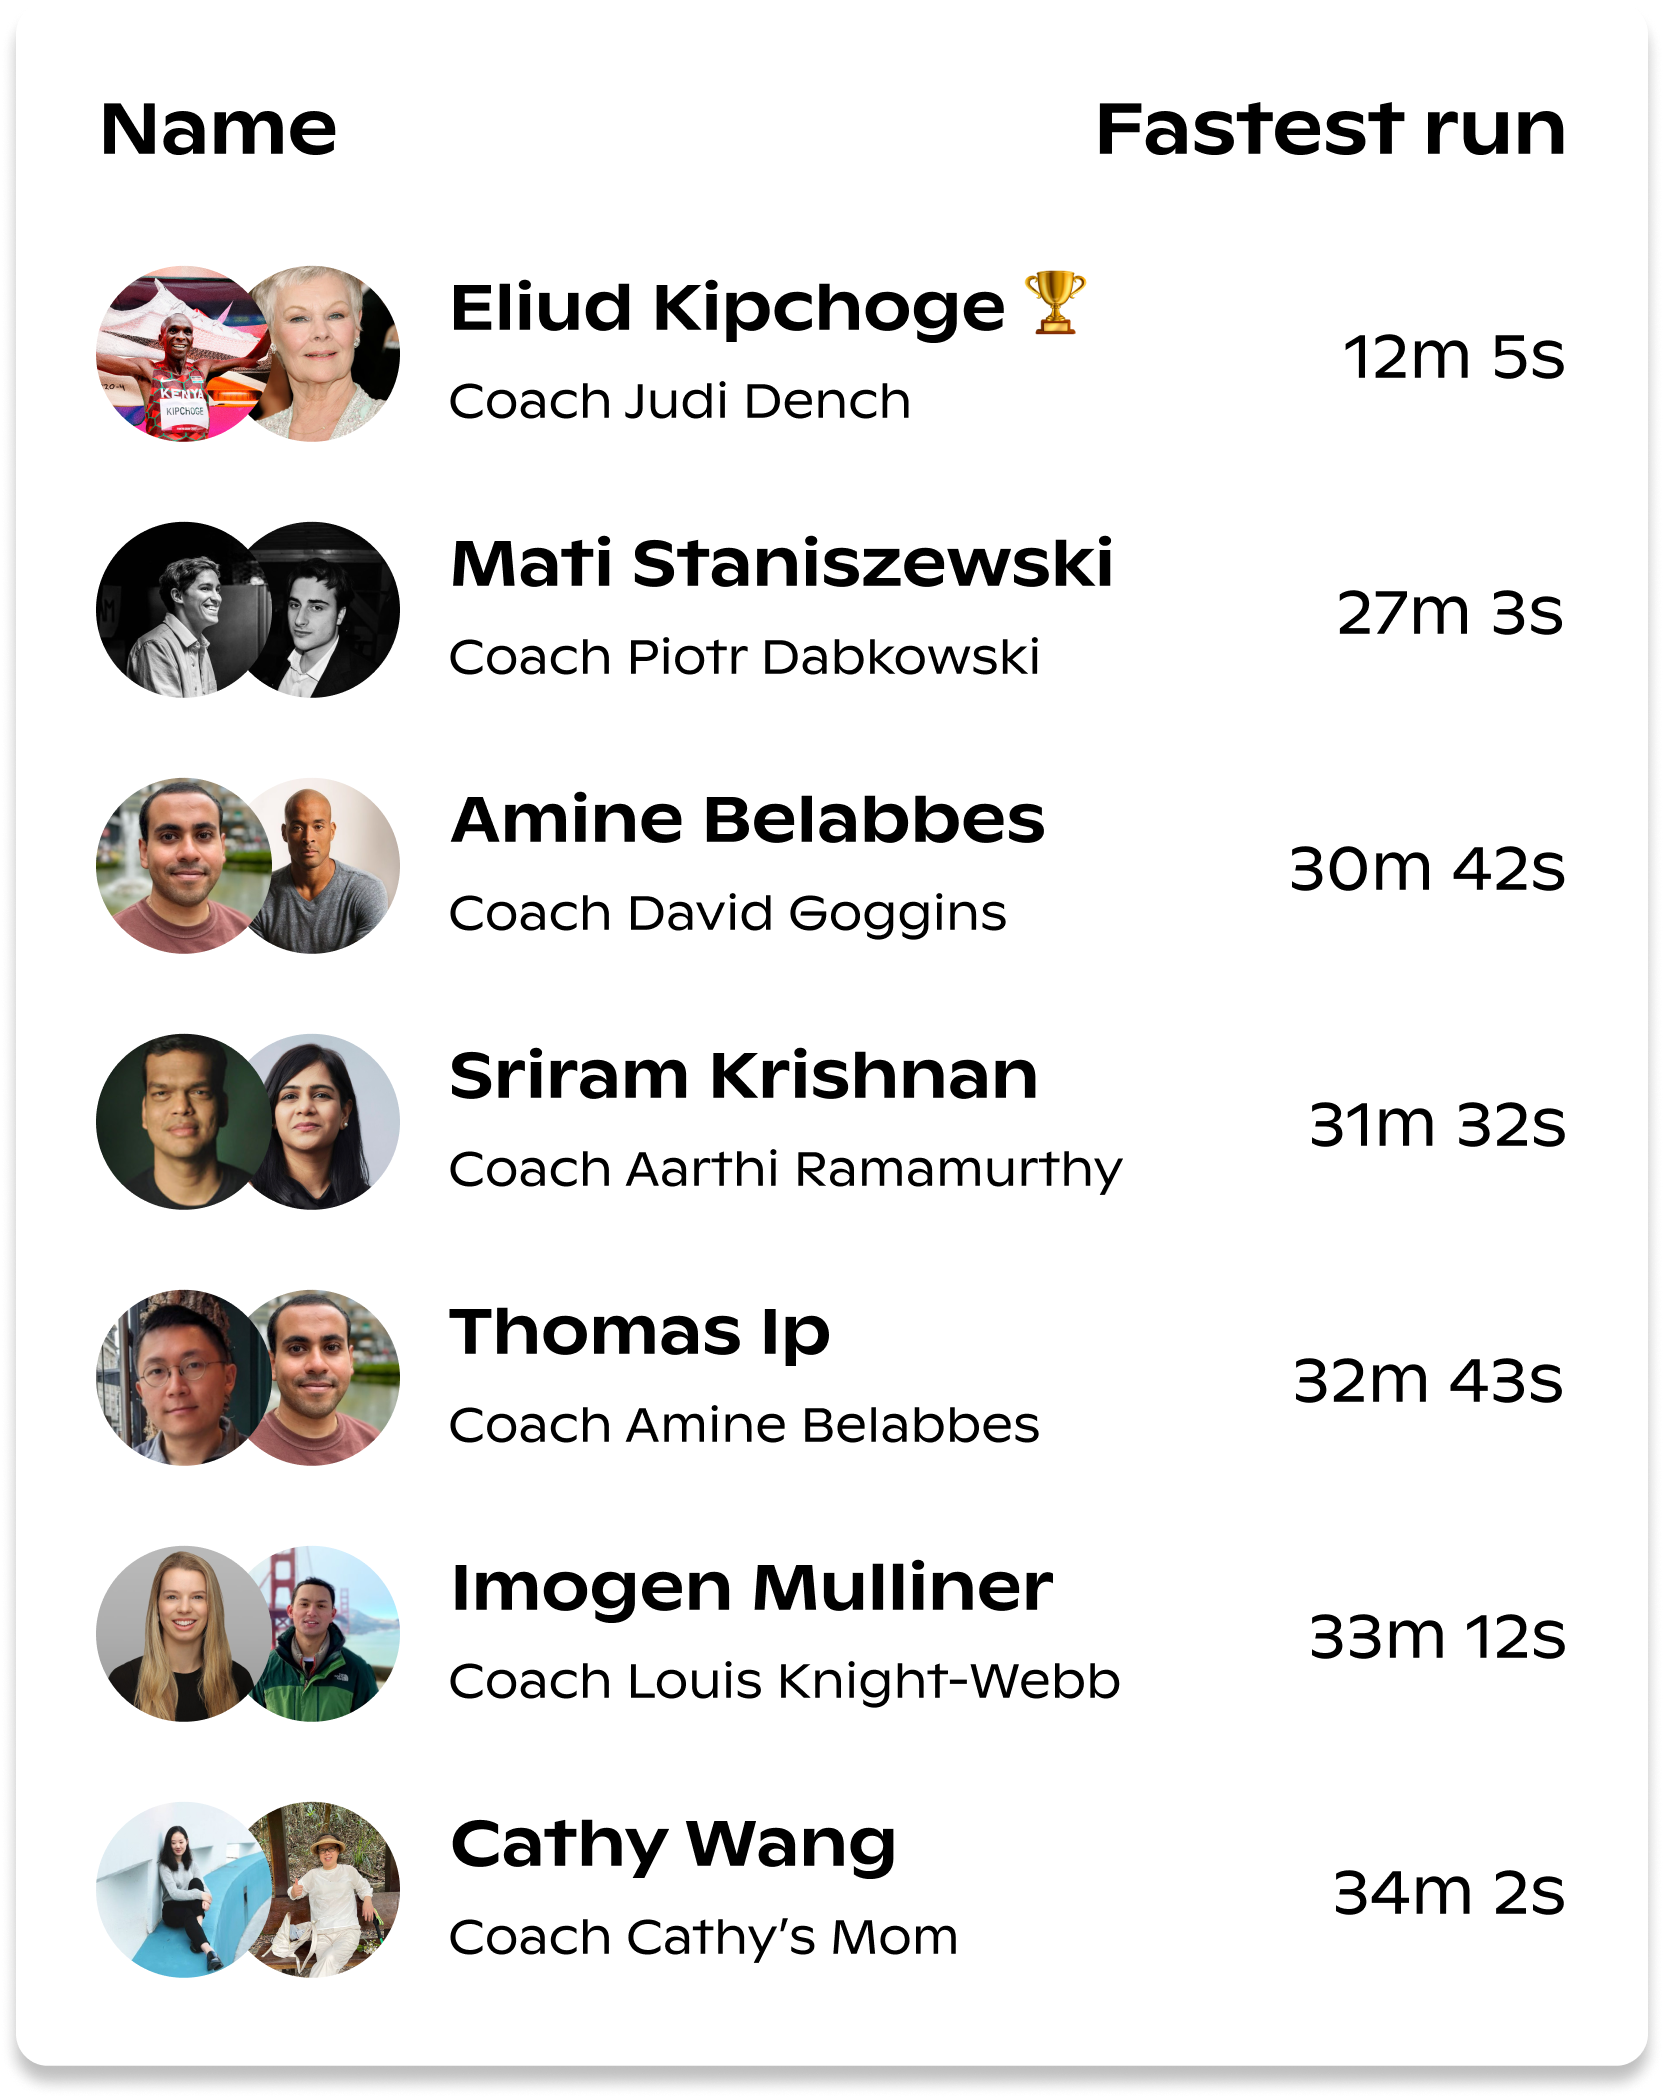 Name Fastest run
Eliud Kipchoge 🏆
Coach Judi Dench
12m 5s
KENYA
KIPCHOGE
Mati Staniszewski
Coach Piotr Dabkowski
27m 3s
Amine Belabbes
Coach David Goggins
30m 42s
Sriram Krishnan
Coach Aarthi Ramamurthy
31m 32s
Thomas Ip
Coach Amine Belabbes
32m 43s
Imogen Mulliner
Coach Louis Knight-Webb
33m 12s
Cathy Wang
Coach Cathy’s Mom
34m 2s